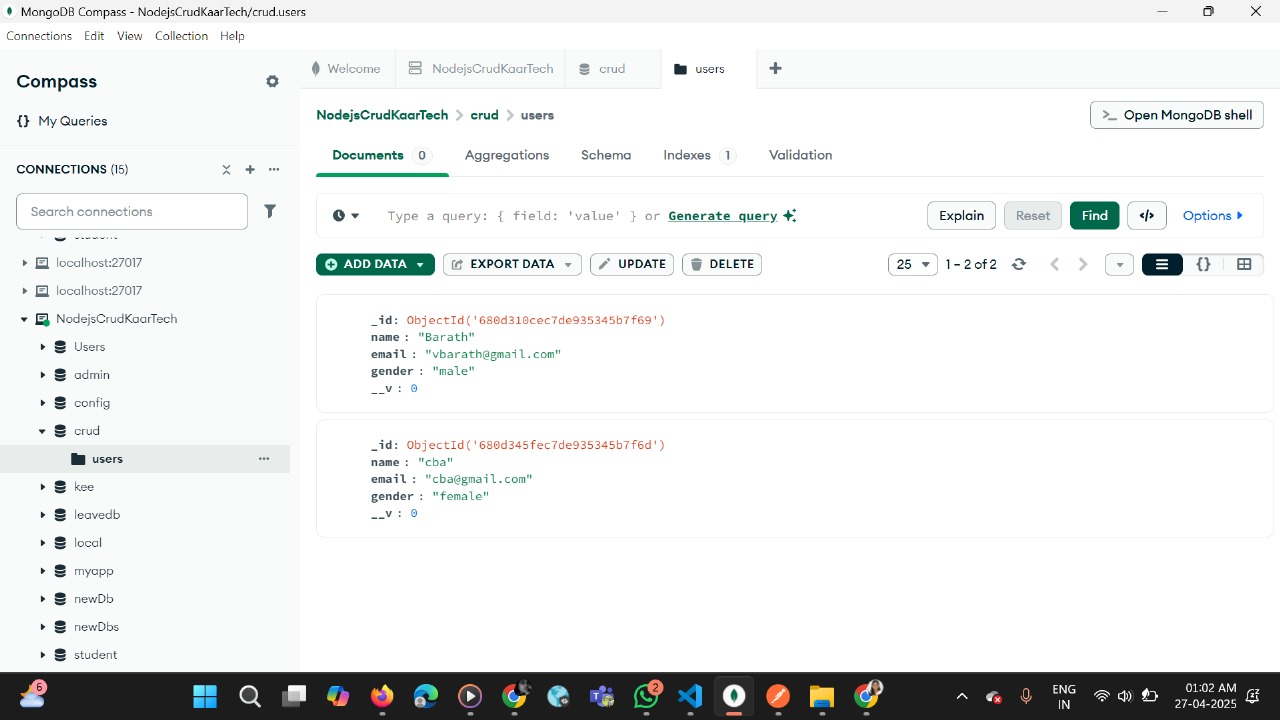 MongoDB Compass - NodejsCrudKaarTech/crud.users
Connections Edit View Collection Help
Compass
{} My Queries
CONNECTIONS (15)
Search connections
localhost:27017
localhost:27017
NodejsCrudKaarTech
Users
admin
config
crud
users
kee
leavedb
local
myapp
newDb
newDbs
student
Welcome NodejsCrudKaarTech crud users
NodejsCrudKaarTech > crud > users
>_ Open MongoDB shell
Documents 0 Aggregations Schema Indexes 1 Validation
Type a query: { field: 'value' } or Generate query
Explain Reset Find </> Options
ADD DATA EXPORT DATA UPDATE DELETE
25 1 – 2 of 2 {}
_id: ObjectId('680d310cec7de935345b7f69')
name : "Barath"
email : "vbarath@gmail.com"
gender : "male"
__v : 0
_id: ObjectId('680d345fec7de935345b7f6d')
name : "cba"
email : "cba@gmail.com"
gender : "female"
__v : 0
6
2
ENG
IN
01:02 AM
27-04-2025